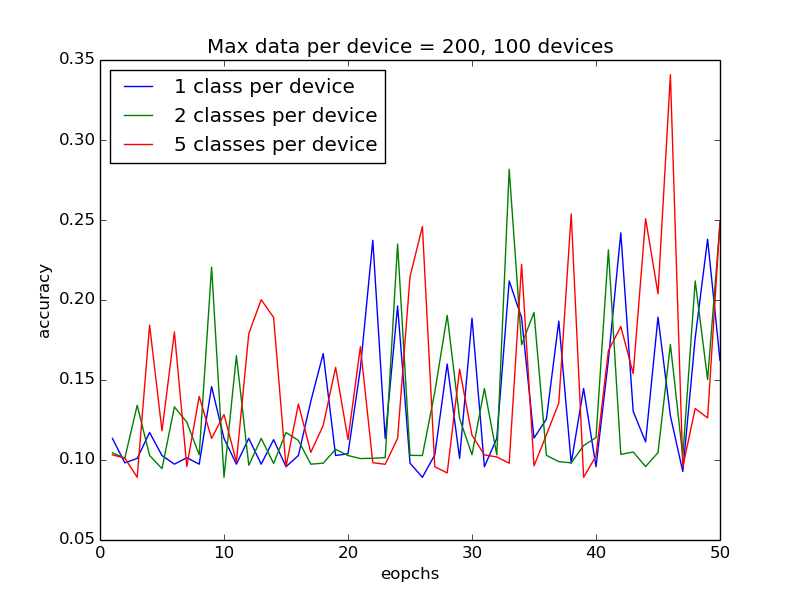 Max data per device = 200, 100 devices
0.35
0.30
0.25
0.20
0.15
0.10
0.05
accuracy
1 class per device
2 classes per device
5 classes per device
0 10 20 30 40 50
eopchs